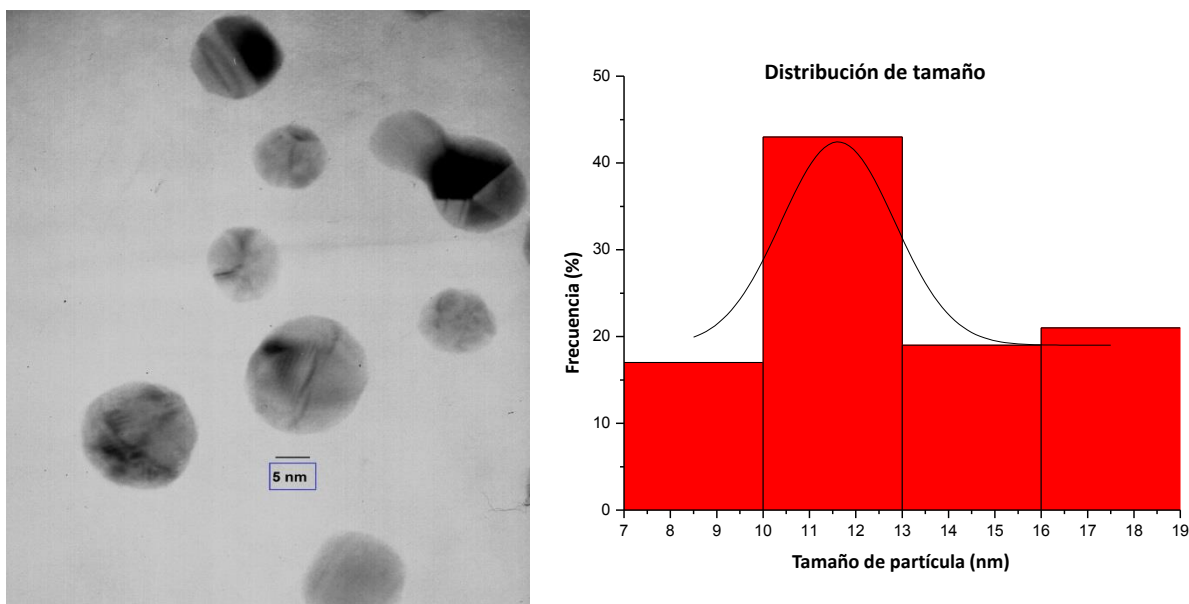 5 nm
Distribución de tamaño
50
40
30
20
10
0
Frecuencia (%)
7 8 9 10 11 12 13 14 15 16 17 18 19
Tamaño de partícula (nm)